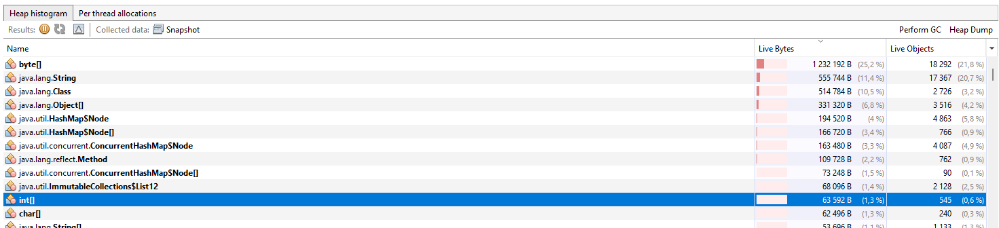 Heap histogram Per thread allocations
Results: Collected data: Snapshot Perform GC Heap Dump
Name Live Bytes Live Objects
byte[] 1 232 192 B (25,2 %) 18 292 (21,8 %)
java.lang.String 555 744 B (11,4 %) 17 367 (20,7 %)
java.lang.Class 514 784 B (10,5 %) 2 726 (3,2 %)
java.lang.Object[] 331 320 B (6,8 %) 3 516 (4,2 %)
java.util.HashMap$Node 194 520 B (4 %) 4 863 (5,8 %)
java.util.HashMap$Node[] 166 720 B (3,4 %) 766 (0,9 %)
java.util.concurrent.ConcurrentHashMap$Node 163 480 B (3,3 %) 4 087 (4,9 %)
java.lang.reflect.Method 109 728 B (2,2 %) 762 (0,9 %)
java.util.concurrent.ConcurrentHashMap$Node[] 73 248 B (1,5 %) 90 (0,1 %)
java.util.ImmutableCollections$List12 68 096 B (1,4 %) 2 128 (2,5 %)
int[] 63 592 B (1,3 %) 545 (0,6 %)
char[] 62 496 B (1,3 %) 240 (0,3 %)
java.lang.String[] 53 696 B (1,1 %) 1 133 (1,3 %)